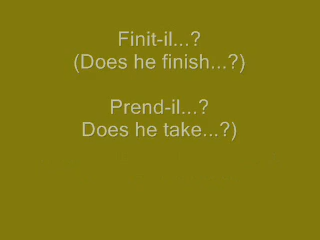 Finit-il...?
(Does he finish...?)
Prend-il...?
Does he take...?)